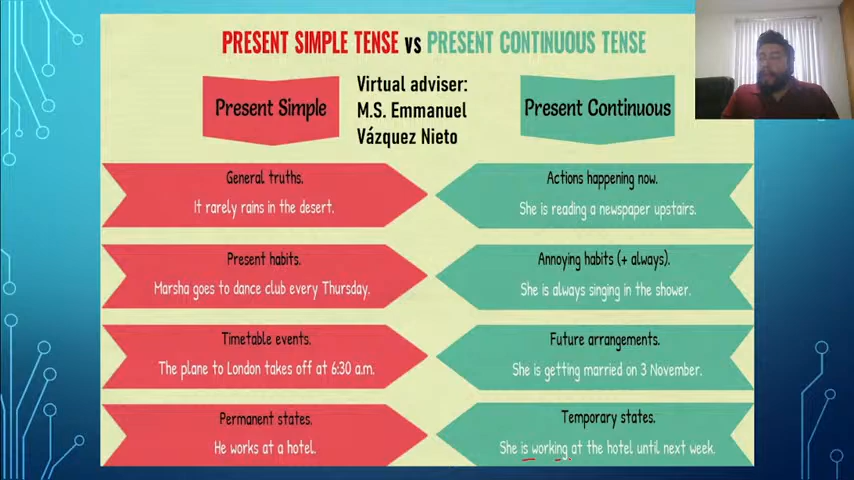 PRESENT SIMPLE TENSE vs PRESENT CONTINUOUS TENSE
Present Simple
Virtual adviser:
M.S. Emmanuel
Vázquez Nieto
Present Continuous
General truths.
It rarely rains in the desert.
Actions happening now.
She is reading a newspaper upstairs.
Present habits.
Marsha goes to dance club every Thursday.
Annoying habits (+ always).
She is always singing in the shower.
Timetable events.
The plane to London takes off at 6:30 a.m.
Future arrangements.
She is getting married on 3 November.
Permanent states.
He works at a hotel.
Temporary states.
She is working at the hotel until next week.